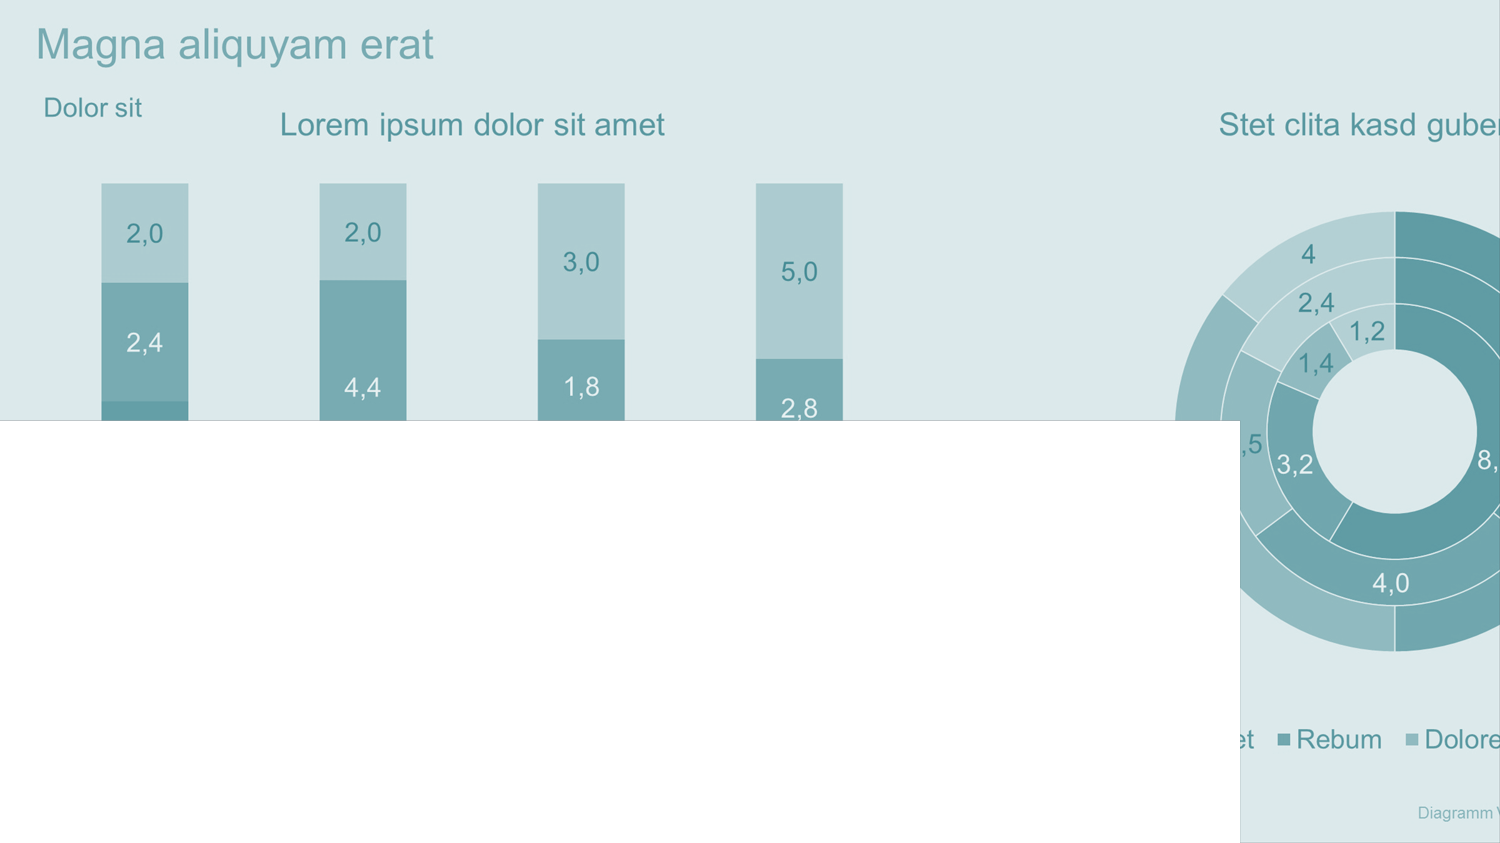 Magna aliquyam erat
Dolor sit
Lorem ipsum dolor sit amet
Stet clita kasd
2,0
2,0
3,0
5,0
2,4
4,4
1,8
2,8
4
2,4
1,2
1,4
3,2
4,0
Rebum
Dolore
Diagramm